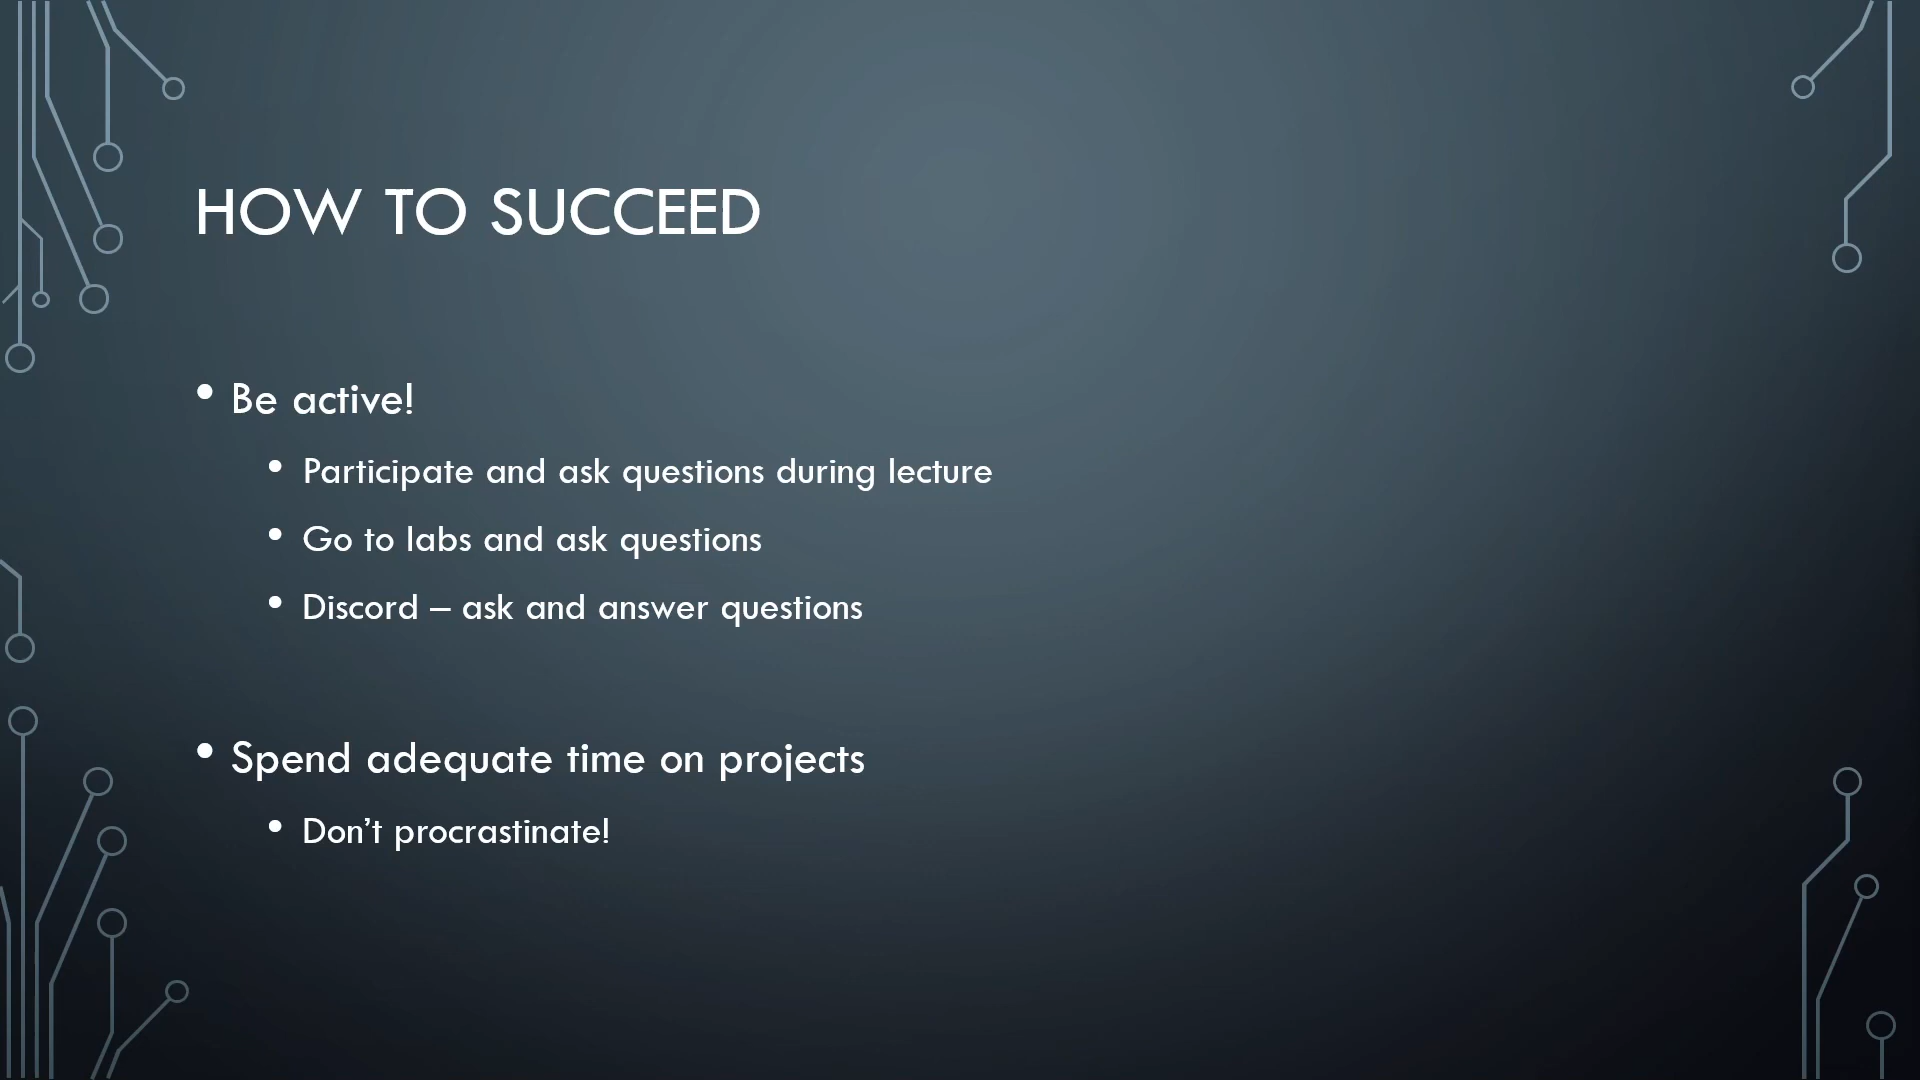 HOW TO SUCCEED
• Be active!
• Participate and ask questions during lecture
• Go to labs and ask questions
• Discord – ask and answer questions
• Spend adequate time on projects
• Don’t procrastinate!